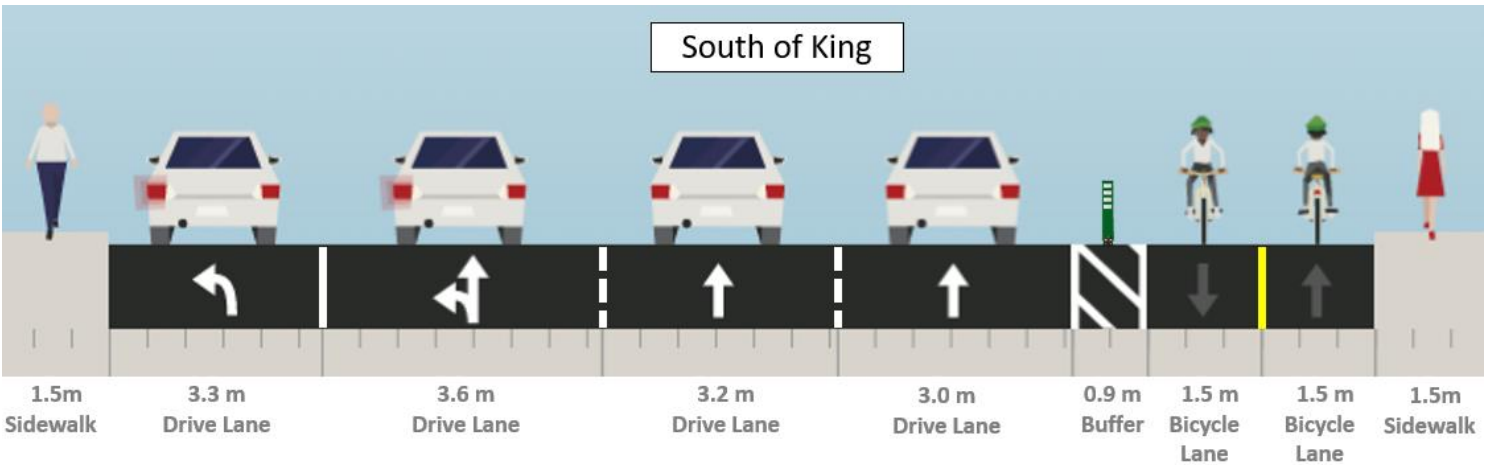 South of King
1.5m
Sidewalk
3.3 m
Drive Lane
3.6 m
Drive Lane
3.2 m
Drive Lane
3.0 m
Drive Lane
0.9 m
Buffer
1.5 m
Bicycle
Lane
1.5 m
Bicycle
Lane
1.5m
Sidewalk